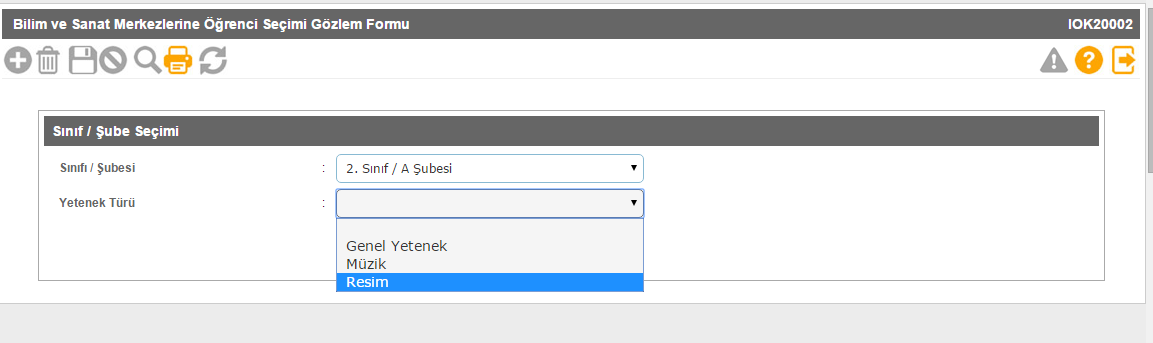 Bilim ve Sanat Merkezlerine Öğrenci Seçimi Gözlem Formu IOK20002
Sınıf / Şube Seçimi
Sınıfı / Şubesi : 2. Sınıf / A Şubesi
Yetenek Türü :
Genel Yetenek
Müzik
Resim